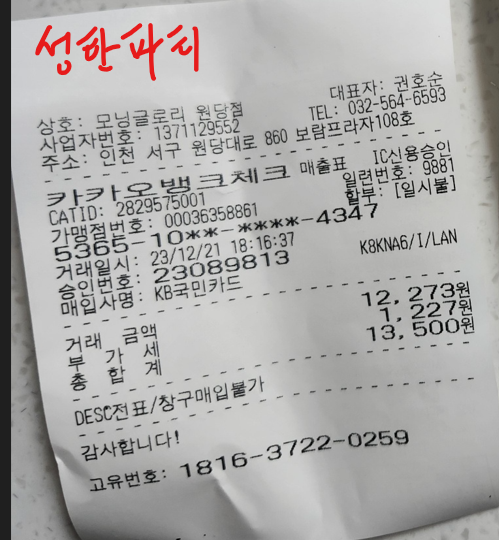 성한파티
상호: 모닝글로리 원당점 대표자: 권호순
사업자번호: 1371129552 TEL: 032-564-6593
주소: 인천 서구 원당대로 860 보람프라자108호
카카오뱅크체크 매출표 IC신용승인
CATID: 2829575001 일련번호: 9881
가맹점번호: 00036358861 할부: [일시불]
5365-10**-****-4347
거래일시: 23/12/21 18:16:37 K8KNA6/I/LAN
승인번호: 23089813
매입사명: KB국민카드
거래 금액 12,273원
부 가 세 1,227원
총 합 계 13,500원
DESC전표/창구매입불가
감사합니다!
고유번호: 1816-3722-0259